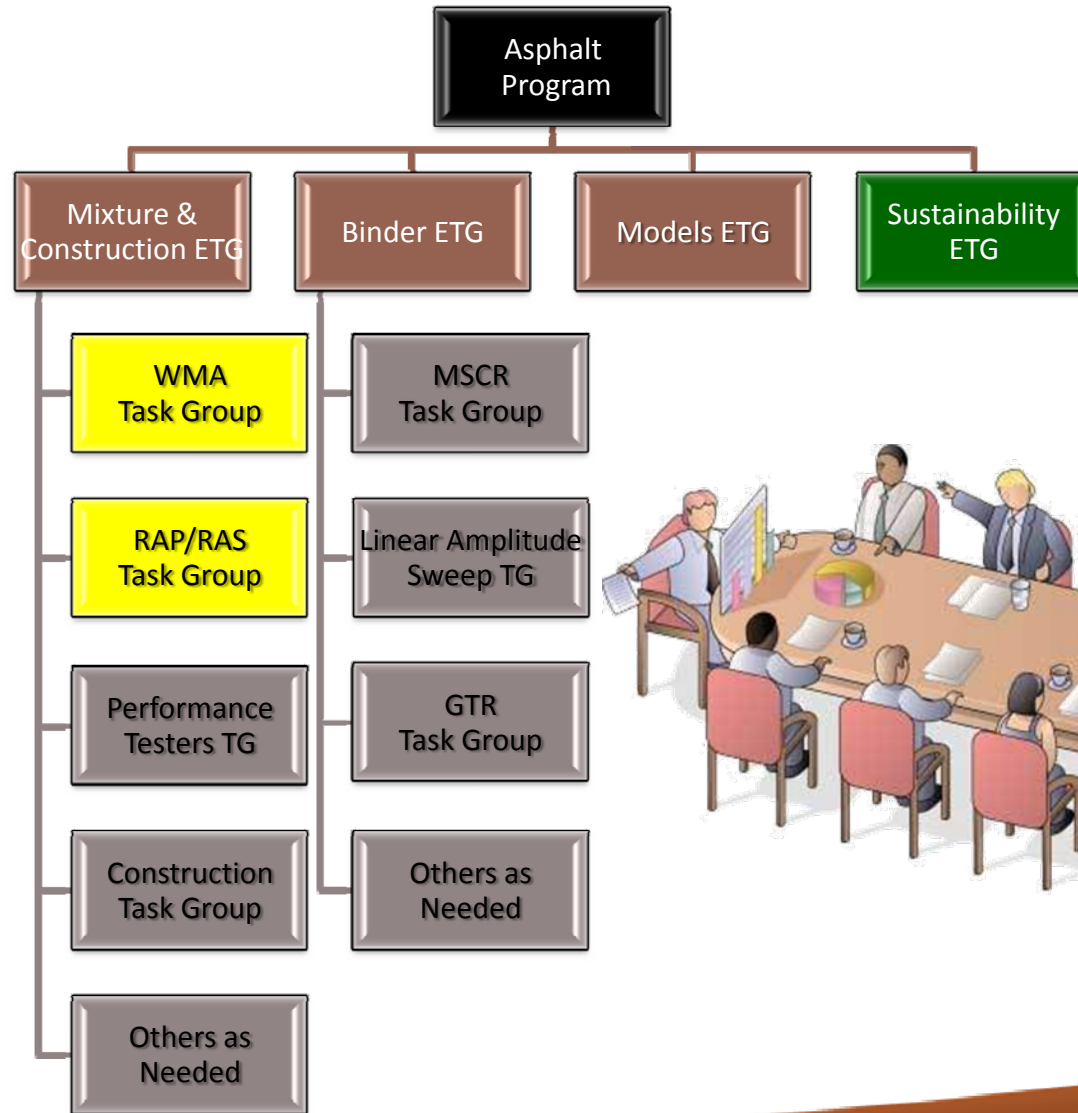 Asphalt
Program
Mixture &
Construction ETG
Binder ETG
Models ETG
Sustainability
ETG
WMA
Task Group
RAP/RAS
Task Group
Performance
Testers TG
Construction
Task Group
Others as
Needed
MSCR
Task Group
Linear Amplitude
Sweep TG
GTR
Task Group
Others as
Needed